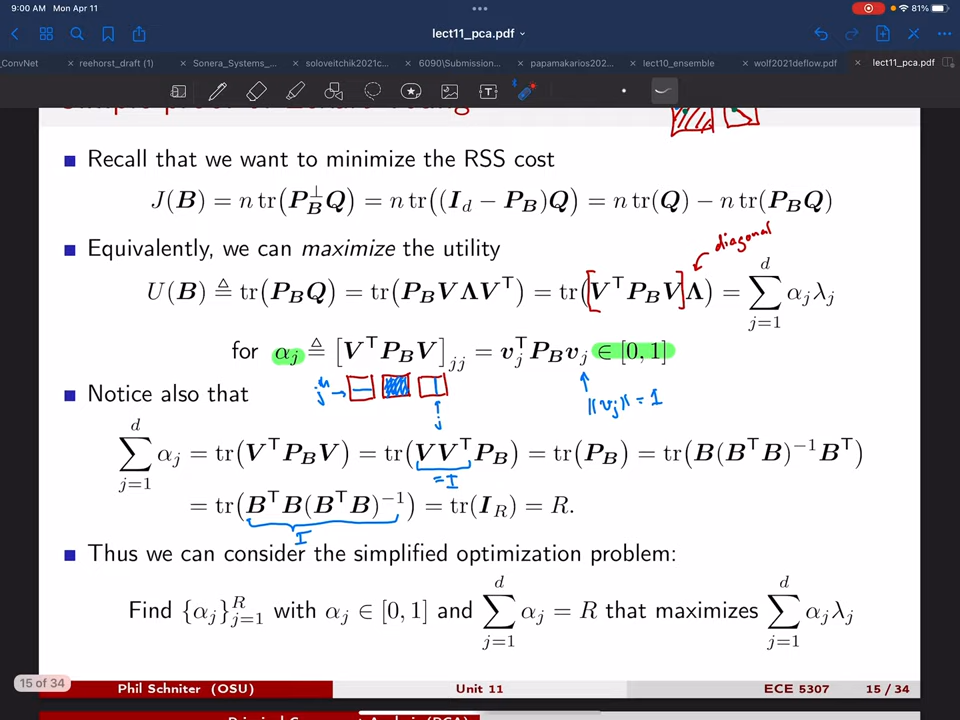 9:00 AM Mon Apr 11
81%
lect11_pca.pdf
_ConvNet
reehorst_draft (1)
Sonera_Systems_...
soloveitchik2021c...
6090\Submission...
papamakarios202...
lect10_ensemble
wolf2021deflow.pdf
lect11_pca.pdf
Recall that we want to minimize the RSS cost
J(B) = n tr(P_B^⊥ Q) = n tr((I_d − P_B)Q) = n tr(Q) − n tr(P_B Q)
diagonal
Equivalently, we can maximize the utility
U(B) ≜ tr(P_B Q) = tr(P_B V Λ V^T) = tr([V^T P_B V] Λ) = ∑_{j=1}^{d} α_j λ_j
for α_j ≜ [V^T P_B V]_{jj} = v_j^T P_B v_j ∈ [0, 1]
Notice also that
j^th →
j
||v_j|| = 1
∑_{j=1}^{d} α_j = tr(V^T P_B V) = tr(V V^T P_B) = tr(P_B) = tr(B(B^T B)^{−1} B^T)
= I
= tr(B^T B(B^T B)^{−1}) = tr(I_R) = R.
I
Thus we can consider the simplified optimization problem:
Find {α_j}_{j=1}^{R} with α_j ∈ [0, 1] and ∑_{j=1}^{d} α_j = R that maximizes ∑_{j=1}^{d} α_j λ_j
15 of 34
Phil Schniter (OSU)
Unit 11
ECE 5307
15 / 34